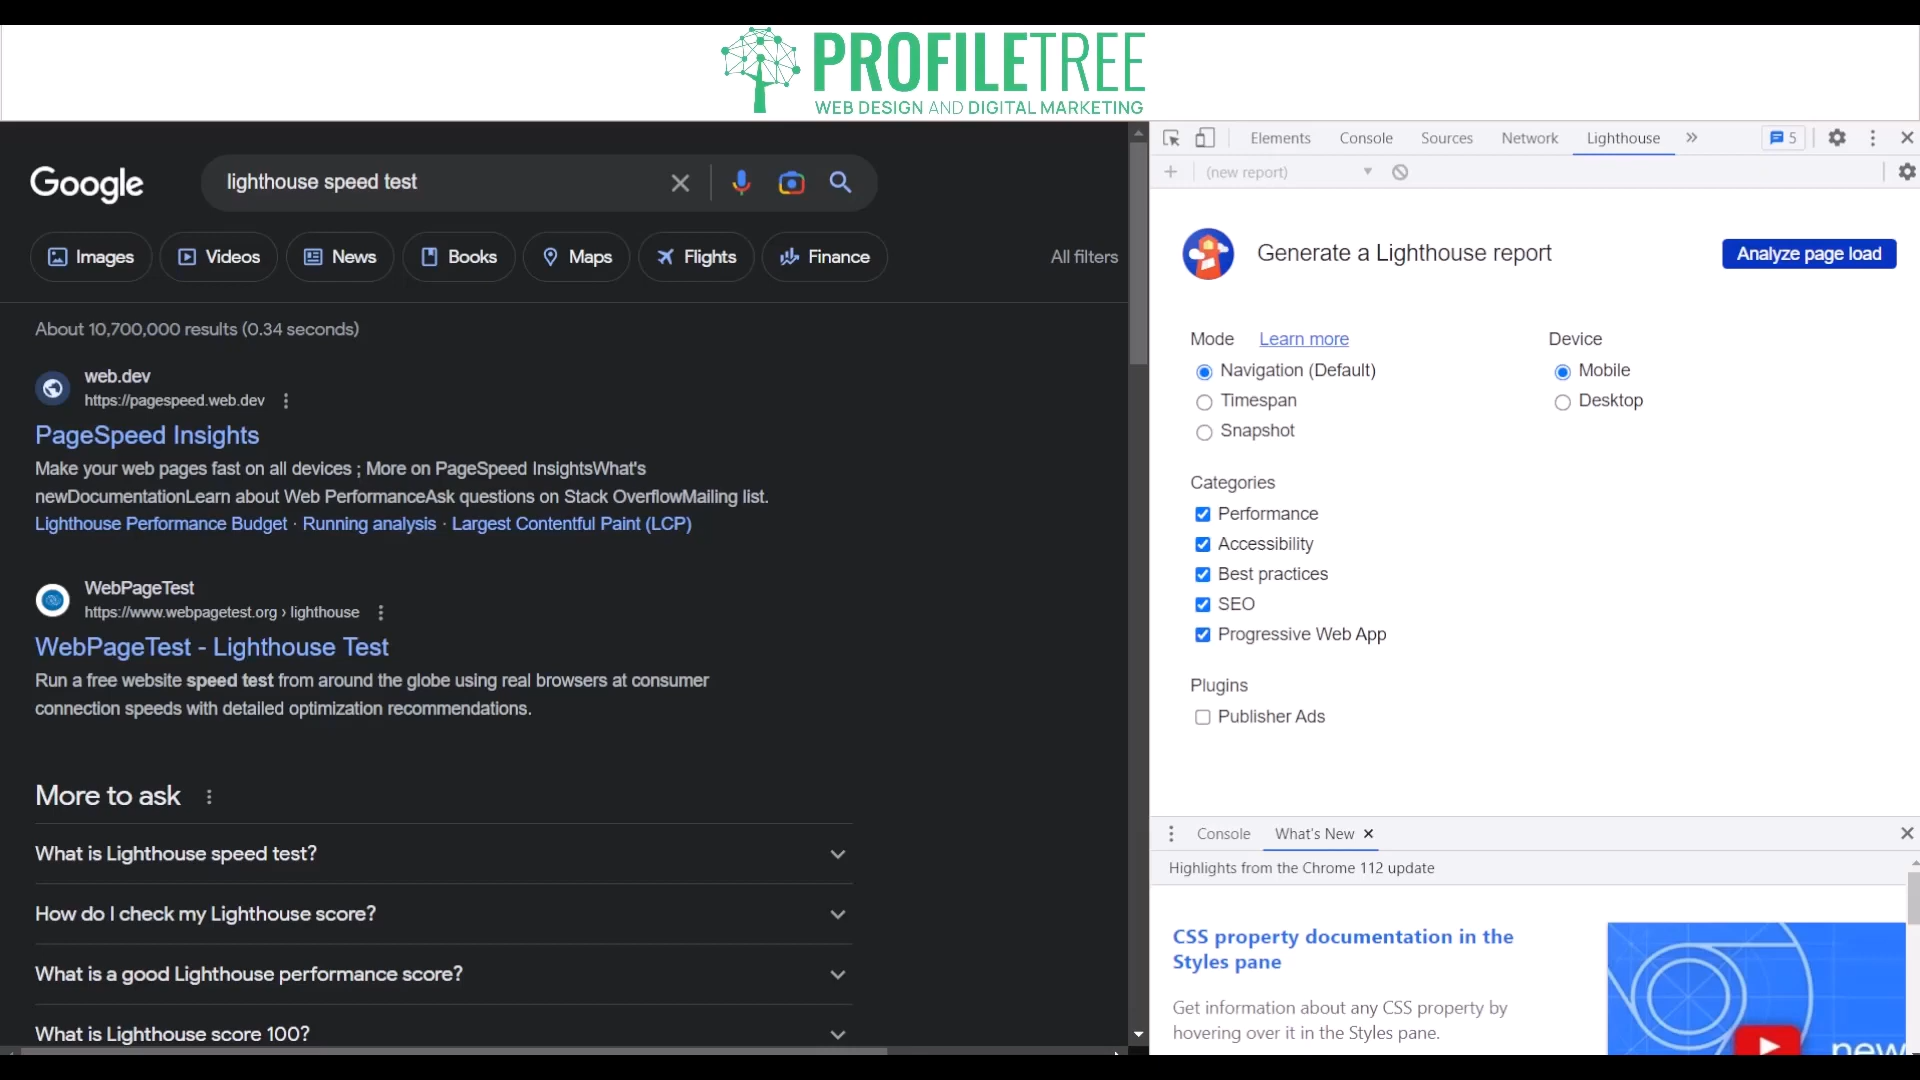 PROFILETREE
WEB DESIGN AND DIGITAL MARKETING
Google
lighthouse speed test
Images
Videos
News
Books
Maps
Flights
Finance
All filters
About 10,700,000 results (0.34 seconds)
web.dev
https://pagespeed.web.dev
PageSpeed Insights
Make your web pages fast on all devices ; More on PageSpeed InsightsWhat's
newDocumentationLearn about Web PerformanceAsk questions on Stack OverflowMailing list.
Lighthouse Performance Budget · Running analysis · Largest Contentful Paint (LCP)
WebPageTest
https://www.webpagetest.org › lighthouse
WebPageTest - Lighthouse Test
Run a free website speed test from around the globe using real browsers at consumer
connection speeds with detailed optimization recommendations.
More to ask
What is Lighthouse speed test?
How do I check my Lighthouse score?
What is a good Lighthouse performance score?
What is Lighthouse score 100?
Elements
Console
Sources
Network
Lighthouse
5
(new report)
Generate a Lighthouse report
Analyze page load
Mode Learn more
Navigation (Default)
Timespan
Snapshot
Device
Mobile
Desktop
Categories
Performance
Accessibility
Best practices
SEO
Progressive Web App
Plugins
Publisher Ads
Console
What's New
Highlights from the Chrome 112 update
CSS property documentation in the
Styles pane
Get information about any CSS property by
hovering over it in the Styles pane.
new